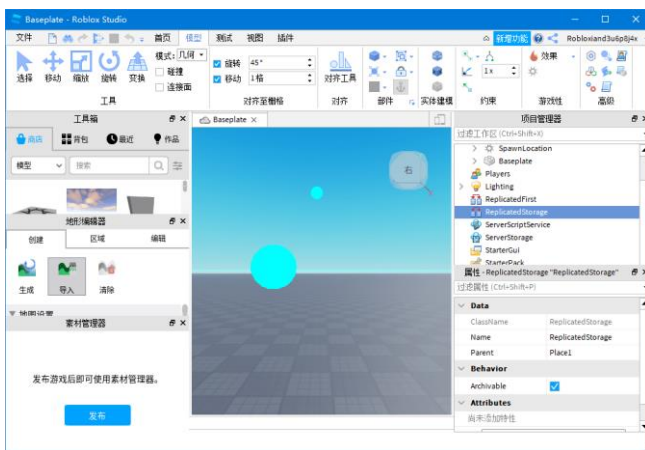 Baseplate - Roblox Studio
文件 首页 模型 测试 视图 插件 新增功能 Robloxiand3u6p8j4x
选择 移动 缩放 旋转 变换
模式: 几何
碰撞
连接面
工具
旋转 45°
移动 1格
对齐至栅格
对齐工具
对齐
部件
实体建模
1x
约束
效果
游戏性
高级
工具箱
商店 背包 最近 作品
模型 搜索
地形编辑器
创建 区域 编辑
生成 导入 清除
地图设置
素材管理器
发布游戏后即可使用素材管理器。
发布
Baseplate
右
项目管理器
过滤工作区 (Ctrl+Shift+X)
SpawnLocation
Baseplate
Players
Lighting
ReplicatedFirst
ReplicatedStorage
ServerScriptService
ServerStorage
StarterGui
StarterPack
属性 - ReplicatedStorage "ReplicatedStorage"
过滤属性 (Ctrl+Shift+P)
Data
ClassName ReplicatedStorage
Name ReplicatedStorage
Parent Place1
Behavior
Archivable
Attributes
尚未添加特性